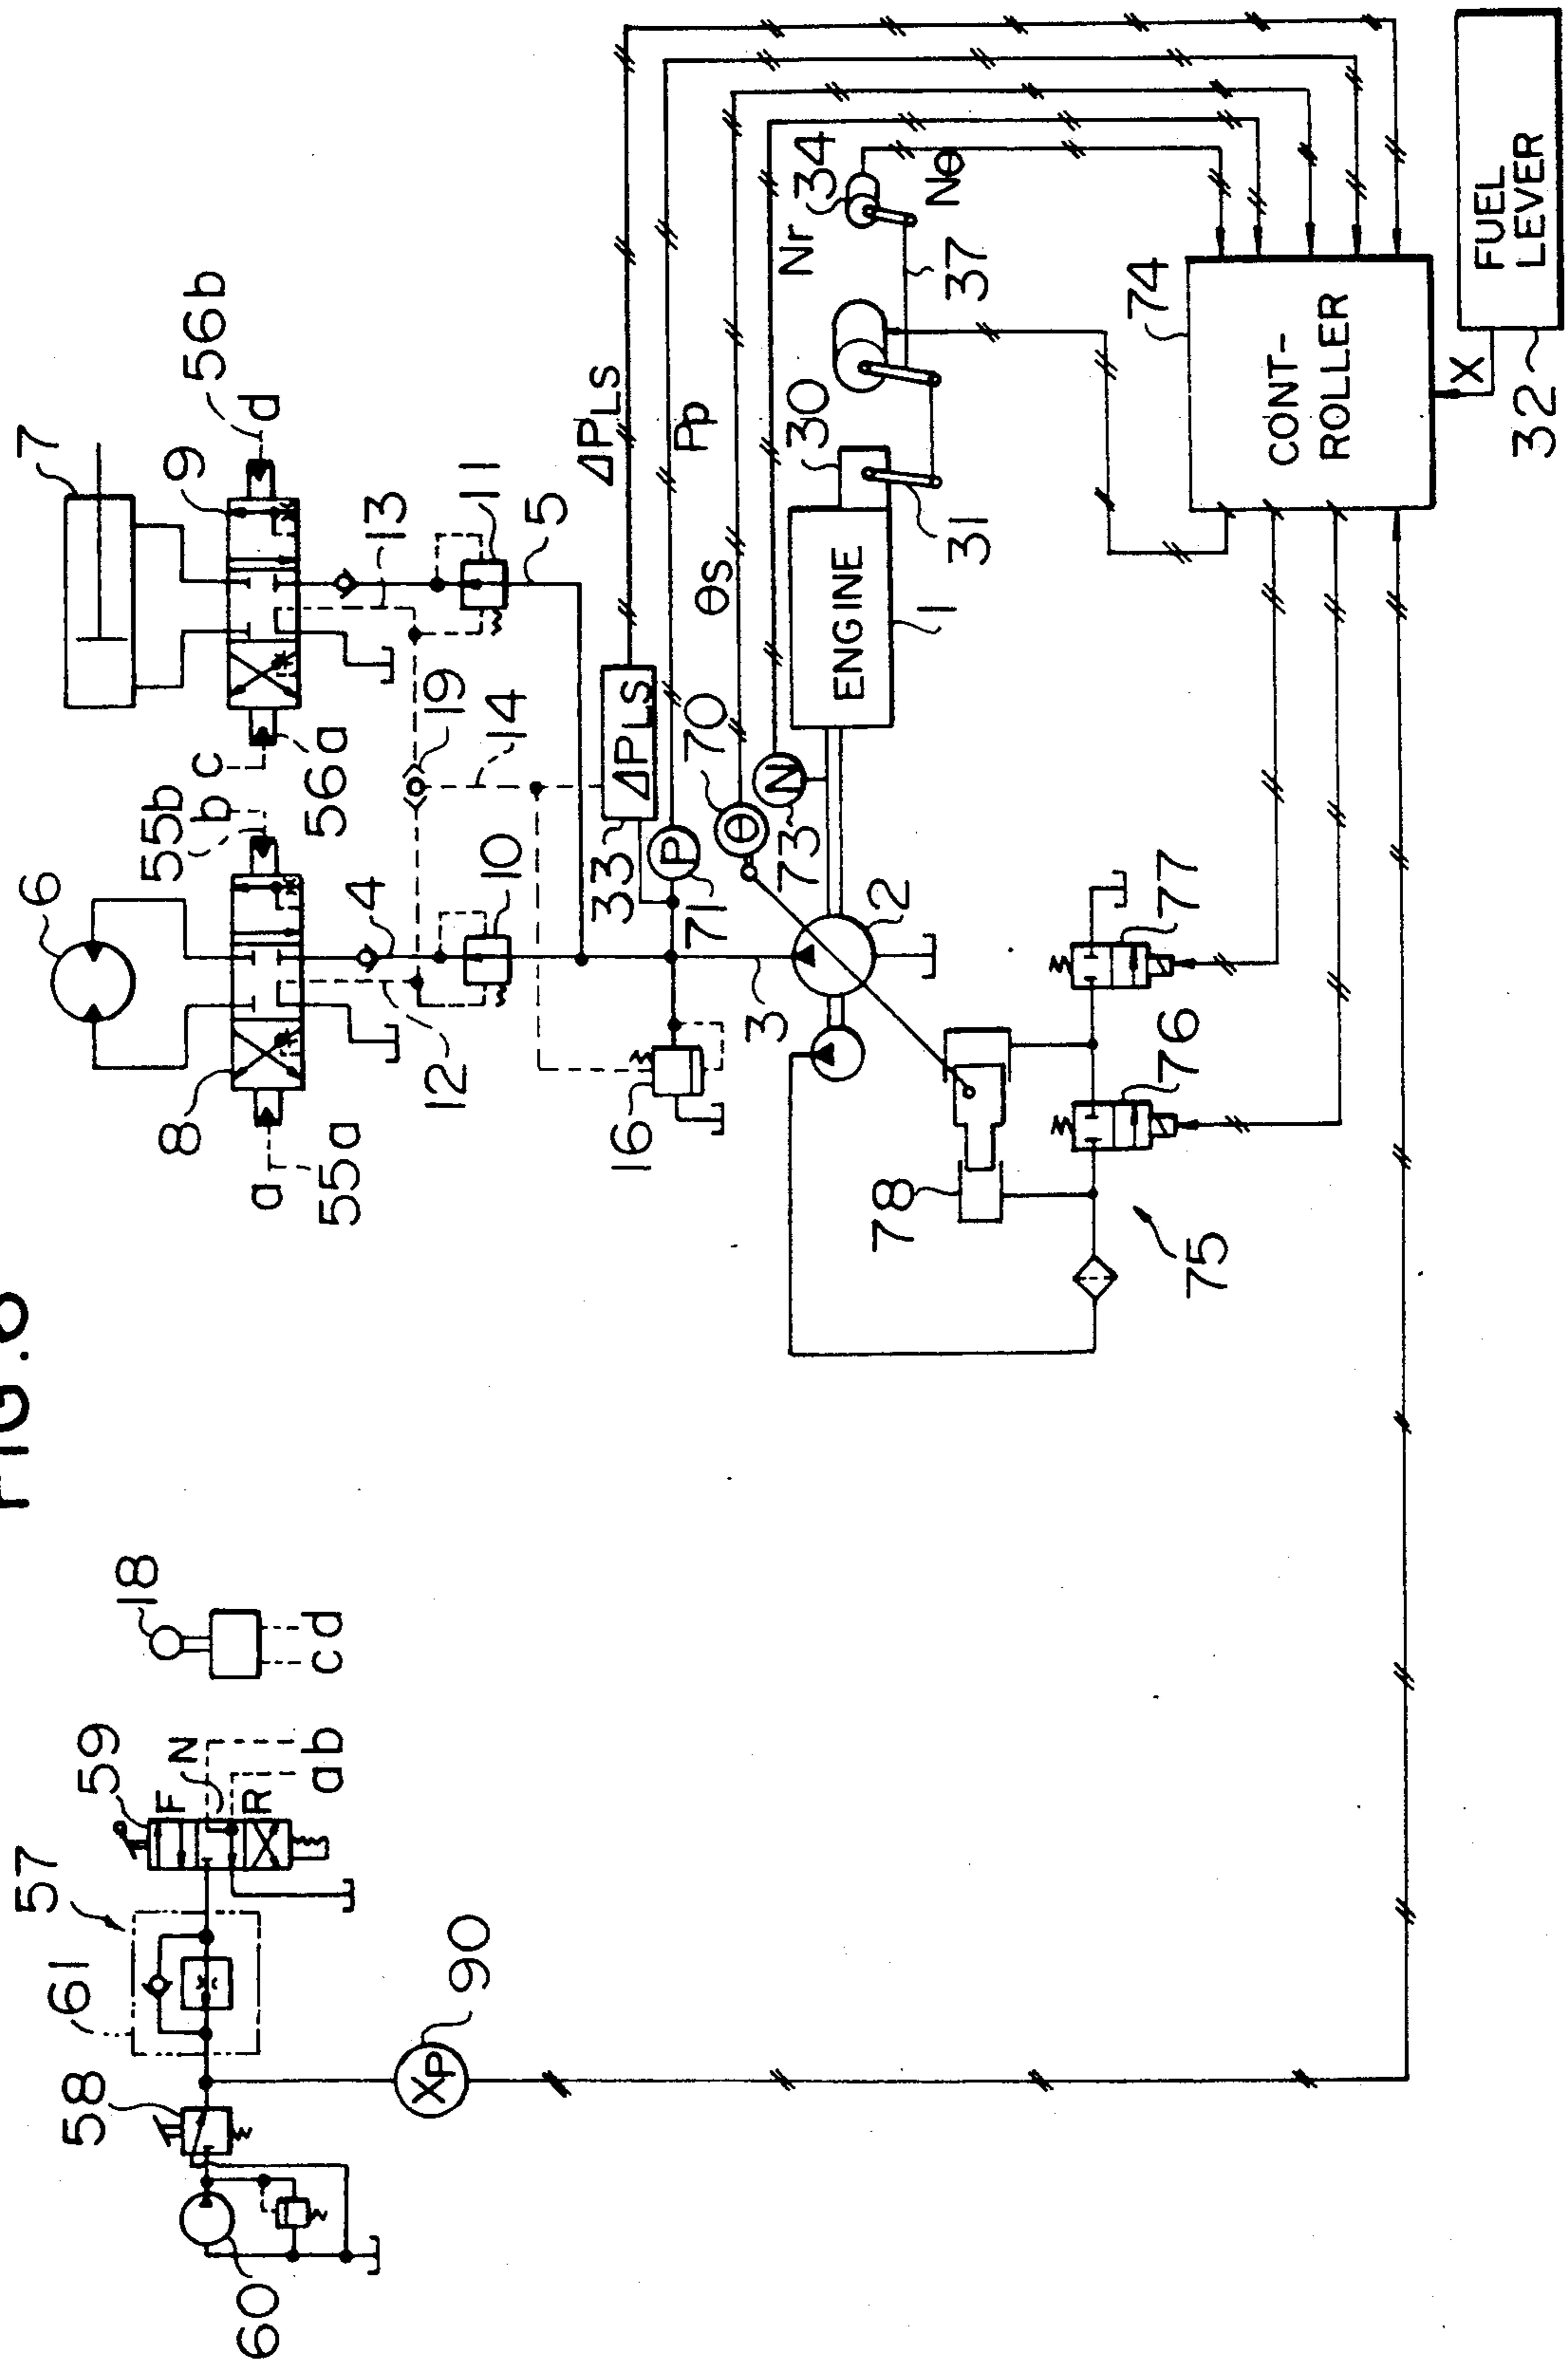 FIG. 8
7
56b
d
9
13
11
5
c
56a
55b
b
19
14
6
4
10
8
12
a
55a
16
ΔPLS
ΔPLS
33
Pp
P
71
θs
θ
70
N
73
Nr
34
Nθ
37
30
31
ENGINE
1
2
3
74
CONT-
ROLLER
X
FUEL
LEVER
32
77
76
78
75
18
c d
59
F
N
R
a b
57
61
58
60
XP
90